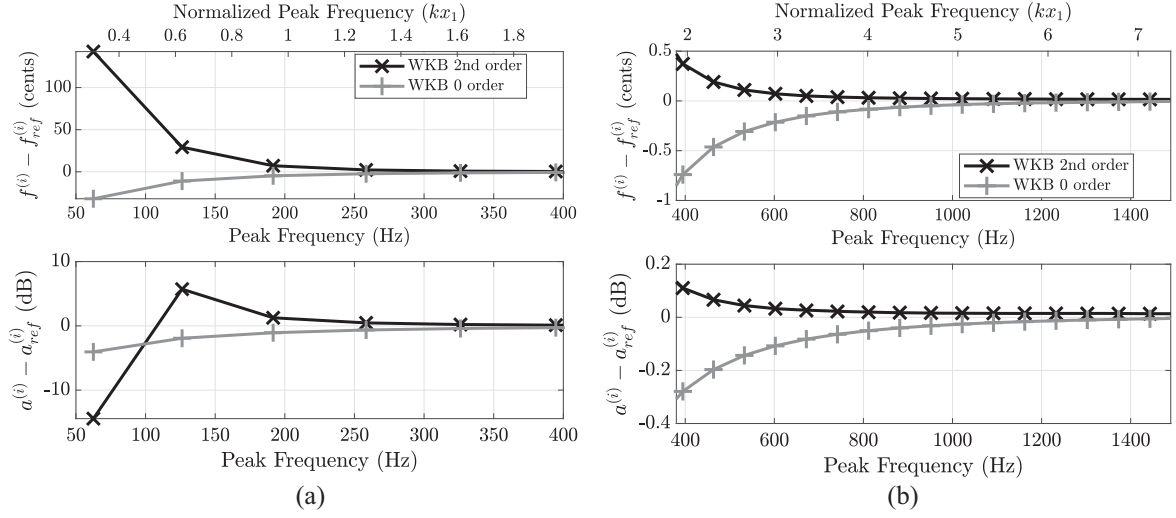 Normalized Peak Frequency (kx₁)
0.4 0.6 0.8 1 1.2 1.4 1.6 1.8
100
50
0
f⁽ⁱ⁾ − f_ref⁽ⁱ⁾ (cents)
WKB 2nd order
WKB 0 order
50 100 150 200 250 300 350 400
Peak Frequency (Hz)
10
0
-10
a⁽ⁱ⁾ − a_ref⁽ⁱ⁾ (dB)
50 100 150 200 250 300 350 400
Peak Frequency (Hz)
(a)
Normalized Peak Frequency (kx₁)
2 3 4 5 6 7
0.5
0
-0.5
-1
f⁽ⁱ⁾ − f_ref⁽ⁱ⁾ (cents)
WKB 2nd order
WKB 0 order
400 600 800 1000 1200 1400
Peak Frequency (Hz)
0.2
0
-0.2
-0.4
a⁽ⁱ⁾ − a_ref⁽ⁱ⁾ (dB)
400 600 800 1000 1200 1400
Peak Frequency (Hz)
(b)